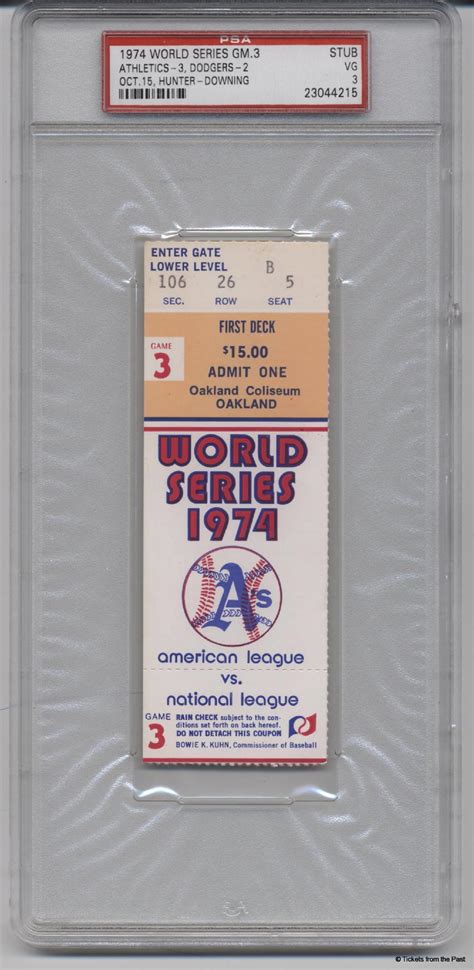 PSA
1974 WORLD SERIES GM.3 STUB
ATHLETICS-3, DODGERS-2 VG
OCT.15, HUNTER-DOWNING 3
23044215
ENTER GATE
LOWER LEVEL B
106 26 5
SEC. ROW SEAT
FIRST DECK
GAME
3
$15.00
ADMIT ONE
Oakland Coliseum
OAKLAND
WORLD
SERIES
1974
A's
american league
vs.
national league
GAME
3
RAIN CHECK subject to the con-
ditions set forth on back hereof.
DO NOT DETACH THIS COUPON
BOWIE K. KUHN, Commissioner of Baseball
© Tickets from the Past